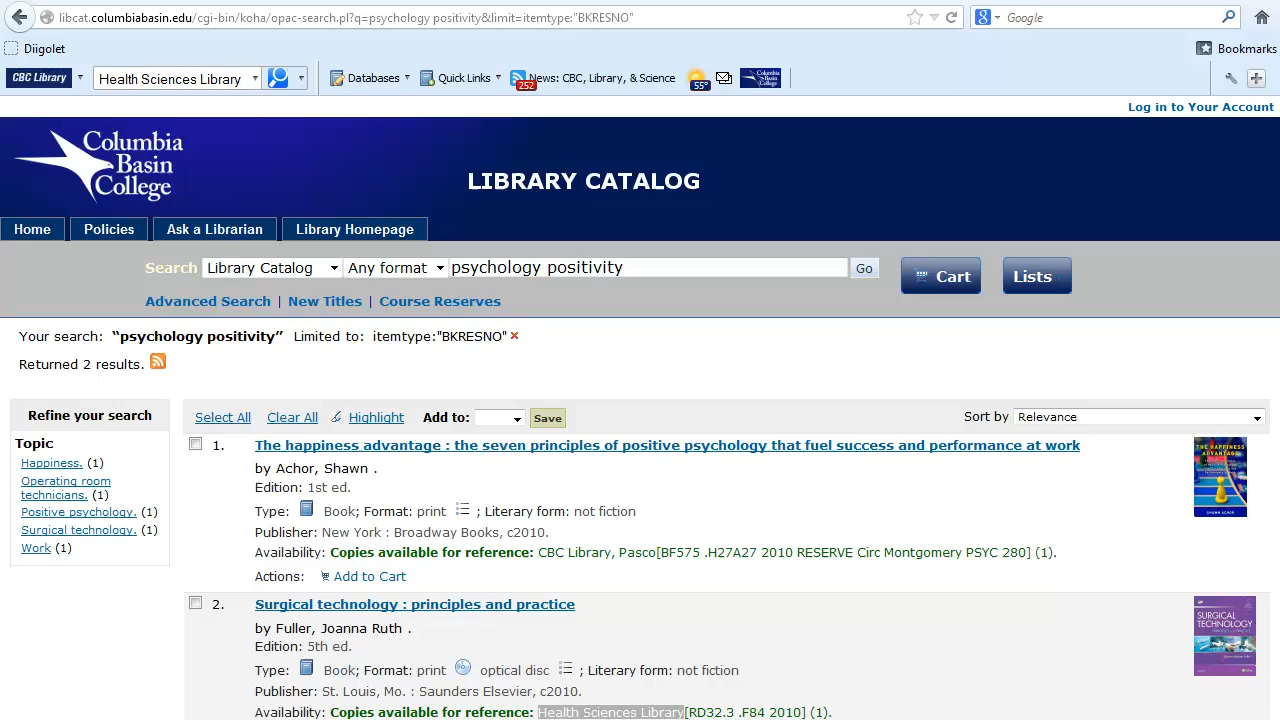 libcat.columbiabasin.edu/cgi-bin/koha/opac-search.pl?q=psychology positivity&limit=itemtype:"BKRESNO" Google
Diigolet Bookmarks
CBC Library Health Sciences Library Databases Quick Links News: CBC, Library, & Science 252 55° Columbia Basin College
Log in to Your Account
Columbia
Basin
College
LIBRARY CATALOG
Home Policies Ask a Librarian Library Homepage
Search Library Catalog Any format psychology positivity Go Cart Lists
Advanced Search | New Titles | Course Reserves
Your search: “psychology positivity” Limited to: itemtype:"BKRESNO"
Returned 2 results.
Refine your search
Topic
Happiness. (1)
Operating room
technicians. (1)
Positive psychology. (1)
Surgical technology. (1)
Work (1)
Select All Clear All Highlight Add to: Save Sort by Relevance
1. The happiness advantage : the seven principles of positive psychology that fuel success and performance at work
by Achor, Shawn .
Edition: 1st ed.
Type: Book; Format: print ; Literary form: not fiction
Publisher: New York : Broadway Books, c2010.
Availability: Copies available for reference: CBC Library, Pasco[BF575 .H27A27 2010 RESERVE Circ Montgomery PSYC 280] (1).
Actions: Add to Cart
THE HAPPINESS
ADVANTAGE
SHAWN ACHOR
2. Surgical technology : principles and practice
by Fuller, Joanna Ruth .
Edition: 5th ed.
Type: Book; Format: print optical disc ; Literary form: not fiction
Publisher: St. Louis, Mo. : Saunders Elsevier, c2010.
Availability: Copies available for reference: Health Sciences Library[RD32.3 .F84 2010] (1).
SURGICAL
TECHNOLOGY